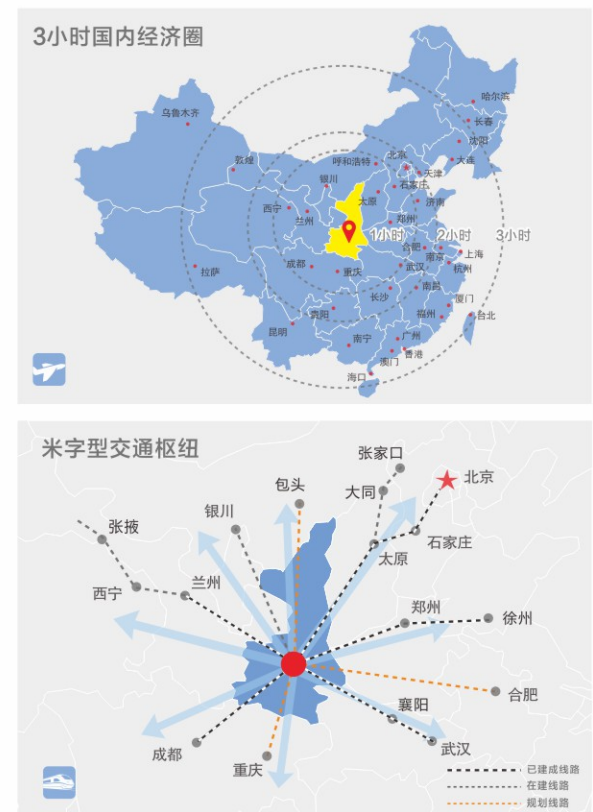 3小时国内经济圈
哈尔滨
长春
乌鲁木齐
沈阳
敦煌
呼和浩特
北京
大连
天津
银川
石家庄
太原
济南
西宁
兰州
郑州
1小时
2小时
3小时
合肥
南京
上海
成都
重庆
武汉
杭州
拉萨
长沙
南昌
厦门
贵阳
福州
台北
昆明
南宁
广州
香港
澳门
海口
米字型交通枢纽
张家口
北京
包头
大同
银川
张掖
石家庄
太原
兰州
西宁
郑州
徐州
合肥
襄阳
成都
武汉
重庆
已建成线路
在建线路
规划线路